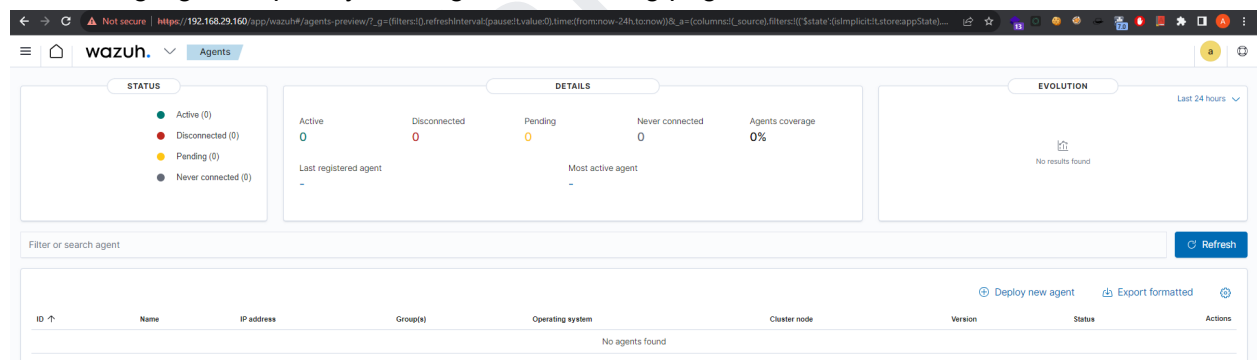 Not secure | https://192.168.29.160/app/wazuh#/agents-preview/?_g=(filters:!(),refreshInterval:(pause:!t,value:0),time:(from:now-24h,to:now))&_a=(columns:!(_source),filters:!(('$state':(isImplicit:!t,store:appState),...
13 7.0 A
wazuh. Agents a
STATUS
Active (0)
Disconnected (0)
Pending (0)
Never connected (0)
DETAILS
Active Disconnected Pending Never connected Agents coverage
0 0 0 0 0%
Last registered agent Most active agent
- -
EVOLUTION
Last 24 hours
No results found
Filter or search agent Refresh
Deploy new agent Export formatted
ID ↑ Name IP address Group(s) Operating system Cluster node Version Status Actions
No agents found